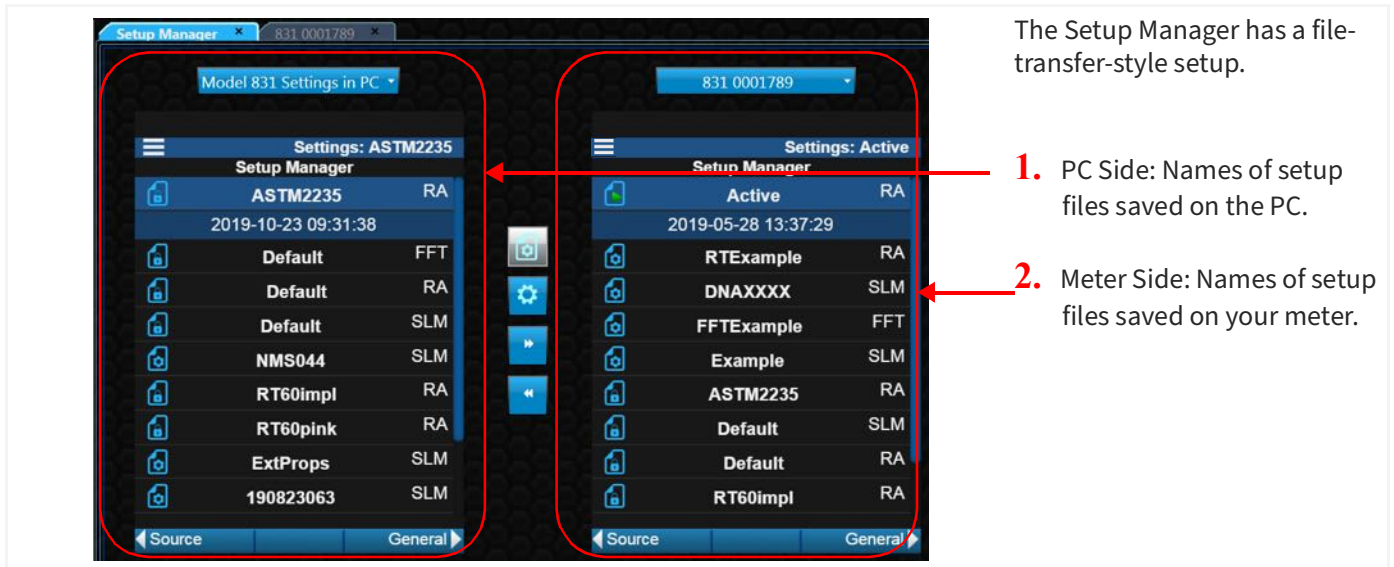 Setup Manager ×
831 0001789 ×
Model 831 Settings in PC
Settings: ASTM2235
Setup Manager
ASTM2235 RA
2019-10-23 09:31:38
Default FFT
Default RA
Default SLM
NMS044 SLM
RT60impl RA
RT60pink RA
ExtProps SLM
190823063 SLM
Source General
831 0001789
Settings: Active
Setup Manager
Active RA
2019-05-28 13:37:29
RTExample RA
DNAXXXX SLM
FFTExample FFT
Example SLM
ASTM2235 RA
Default SLM
Default RA
RT60impl RA
Source General
The Setup Manager has a file-
transfer-style setup.
1. PC Side: Names of setup
files saved on the PC.
2. Meter Side: Names of setup
files saved on your meter.